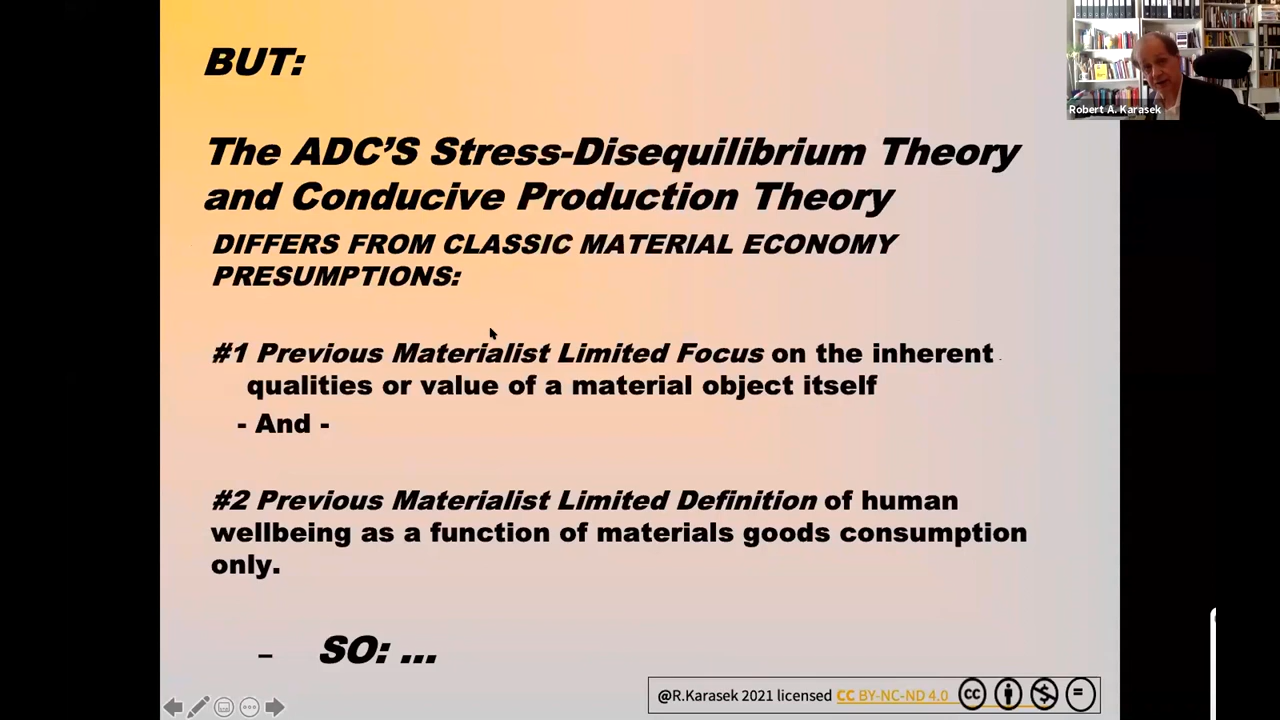 BUT:
Robert A. Karasek
The ADC’S Stress-Disequilibrium Theory
and Conducive Production Theory
DIFFERS FROM CLASSIC MATERIAL ECONOMY
PRESUMPTIONS:
#1 Previous Materialist Limited Focus on the inherent
qualities or value of a material object itself
- And -
#2 Previous Materialist Limited Definition of human
wellbeing as a function of materials goods consumption
only.
– SO: ...
@R.Karasek 2021 licensed CC BY-NC-ND 4.0 cc